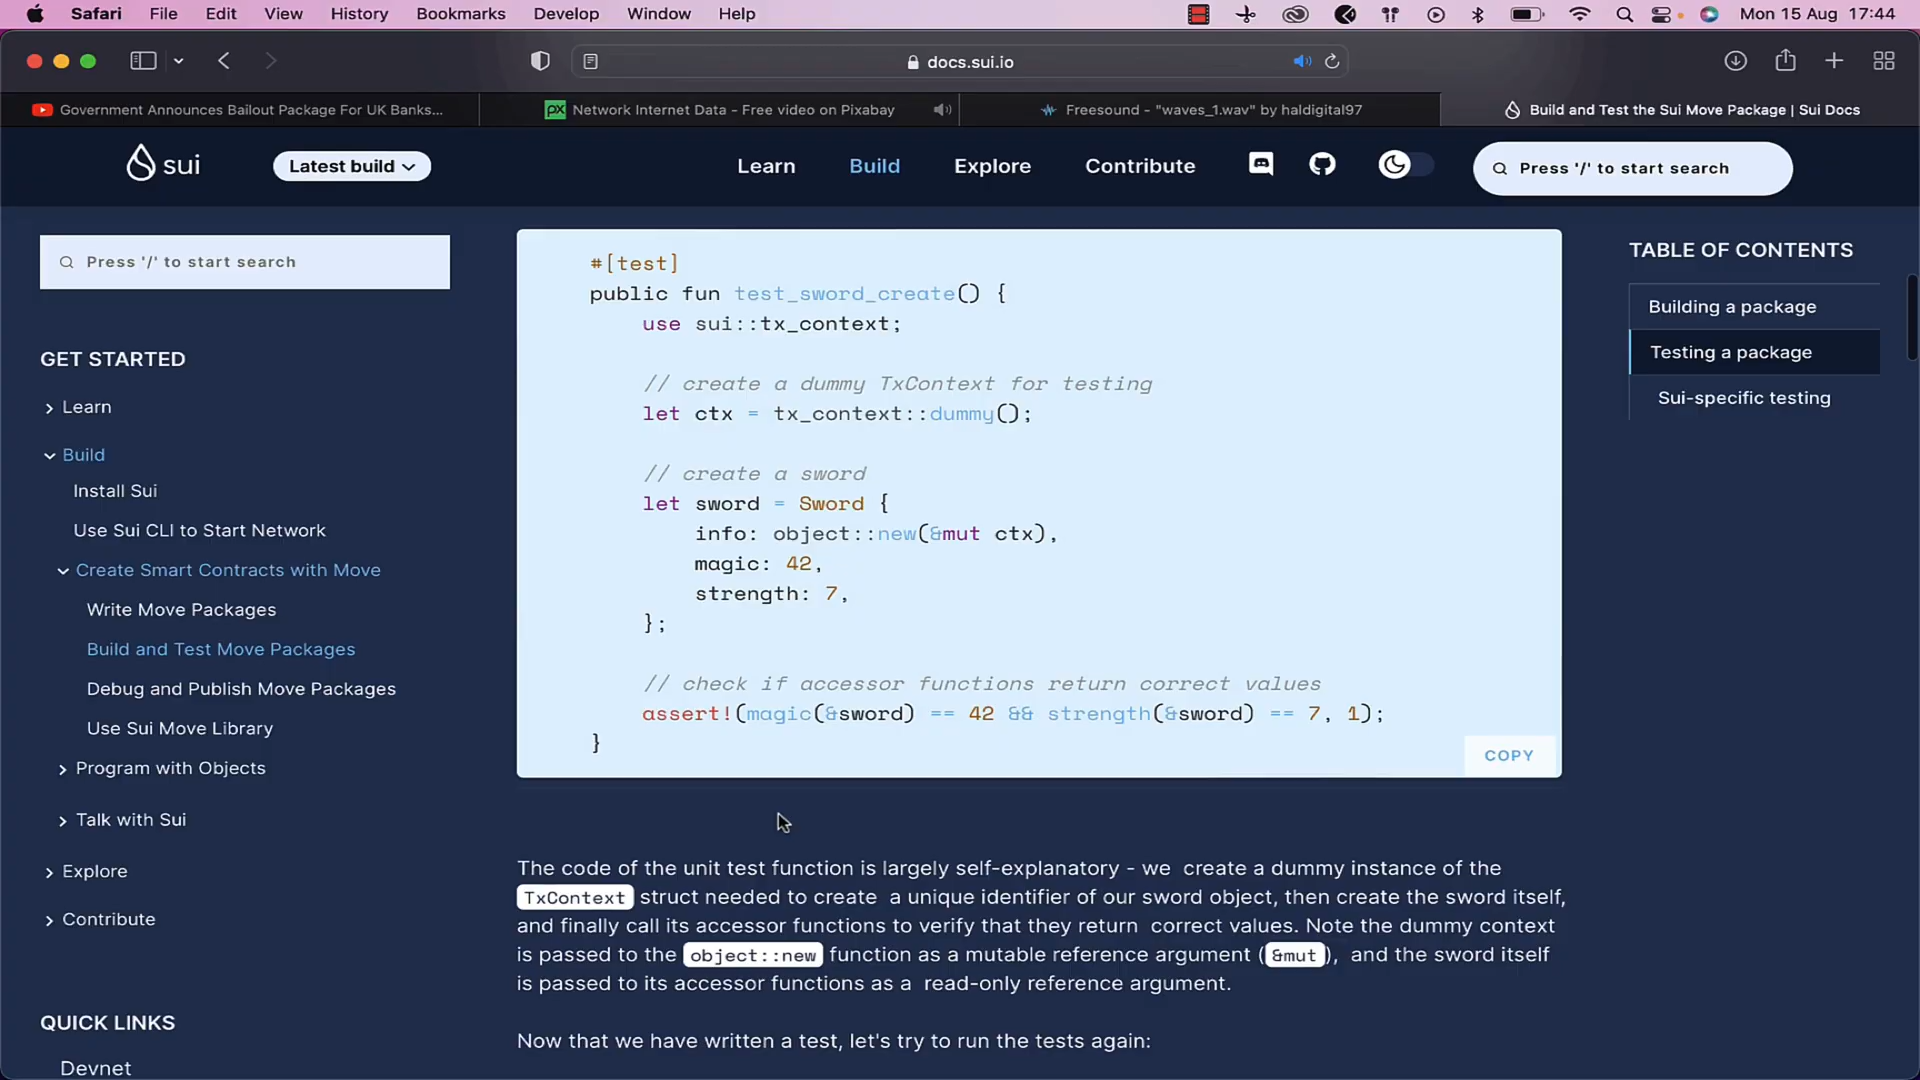 Safari File Edit View History Bookmarks Develop Window Help Mon 15 Aug 17:44
docs.sui.io
Government Announces Bailout Package For UK Banks... Network Internet Data - Free video on Pixabay Freesound - "waves_1.wav" by haldigital97 Build and Test the Sui Move Package | Sui Docs
sui Latest build Learn Build Explore Contribute Press '/' to start search
Press '/' to start search
GET STARTED
Learn
Build
Install Sui
Use Sui CLI to Start Network
Create Smart Contracts with Move
Write Move Packages
Build and Test Move Packages
Debug and Publish Move Packages
Use Sui Move Library
Program with Objects
Talk with Sui
Explore
Contribute
QUICK LINKS
Devnet
#[test]
public fun test_sword_create() {
use sui::tx_context;
// create a dummy TxContext for testing
let ctx = tx_context::dummy();
// create a sword
let sword = Sword {
info: object::new(&mut ctx),
magic: 42,
strength: 7,
};
// check if accessor functions return correct values
assert!(magic(&sword) == 42 && strength(&sword) == 7, 1);
}
COPY
The code of the unit test function is largely self-explanatory - we create a dummy instance of the
TxContext struct needed to create a unique identifier of our sword object, then create the sword itself,
and finally call its accessor functions to verify that they return correct values. Note the dummy context
is passed to the object::new function as a mutable reference argument (&mut), and the sword itself
is passed to its accessor functions as a read-only reference argument.
Now that we have written a test, let's try to run the tests again:
TABLE OF CONTENTS
Building a package
Testing a package
Sui-specific testing